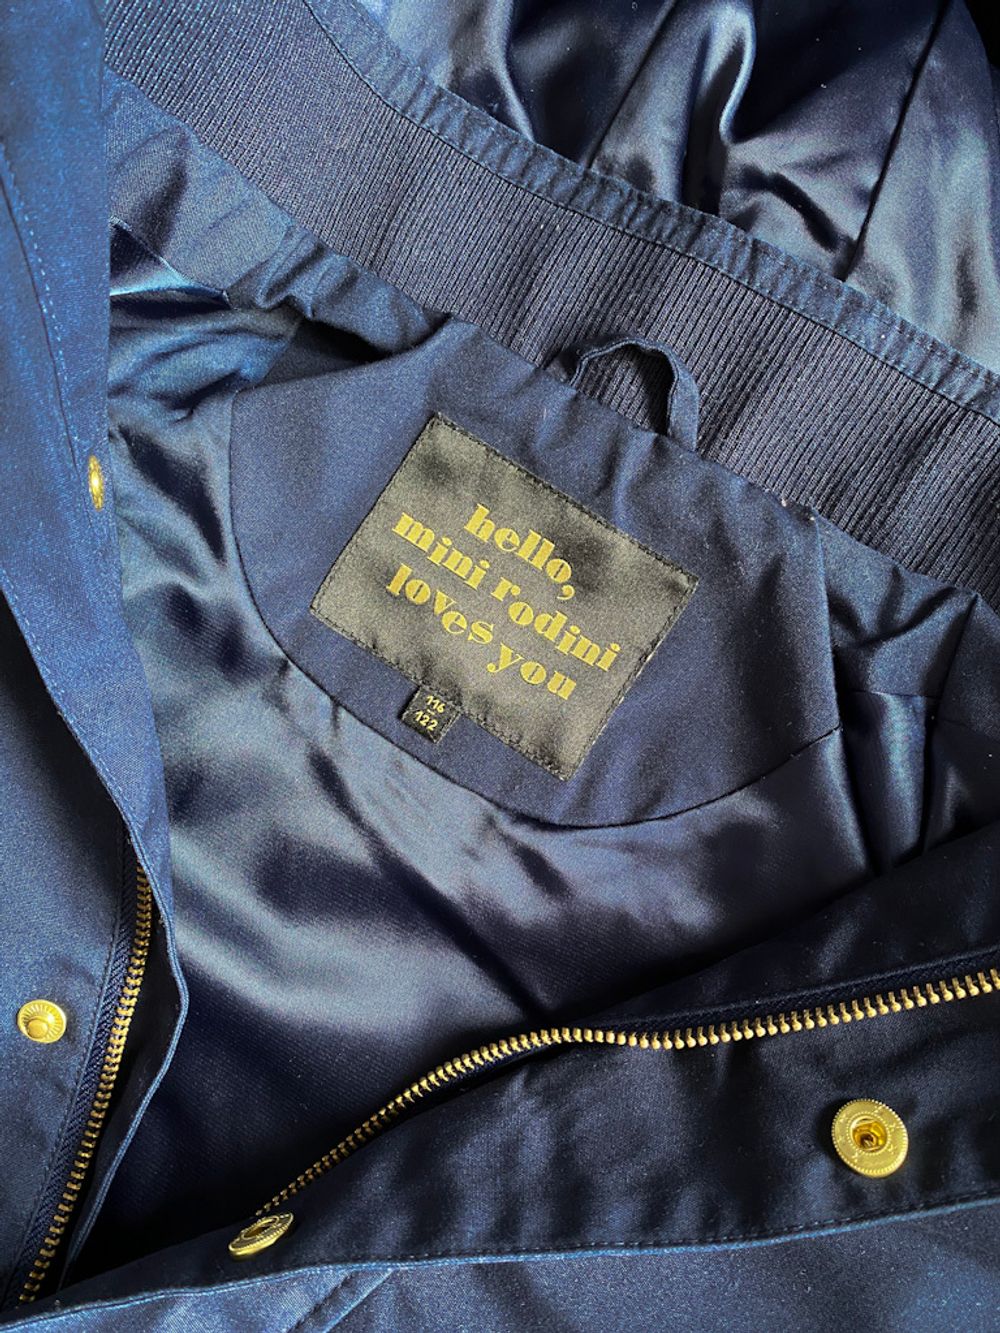 hello,
mini rodini
loves you
116
122